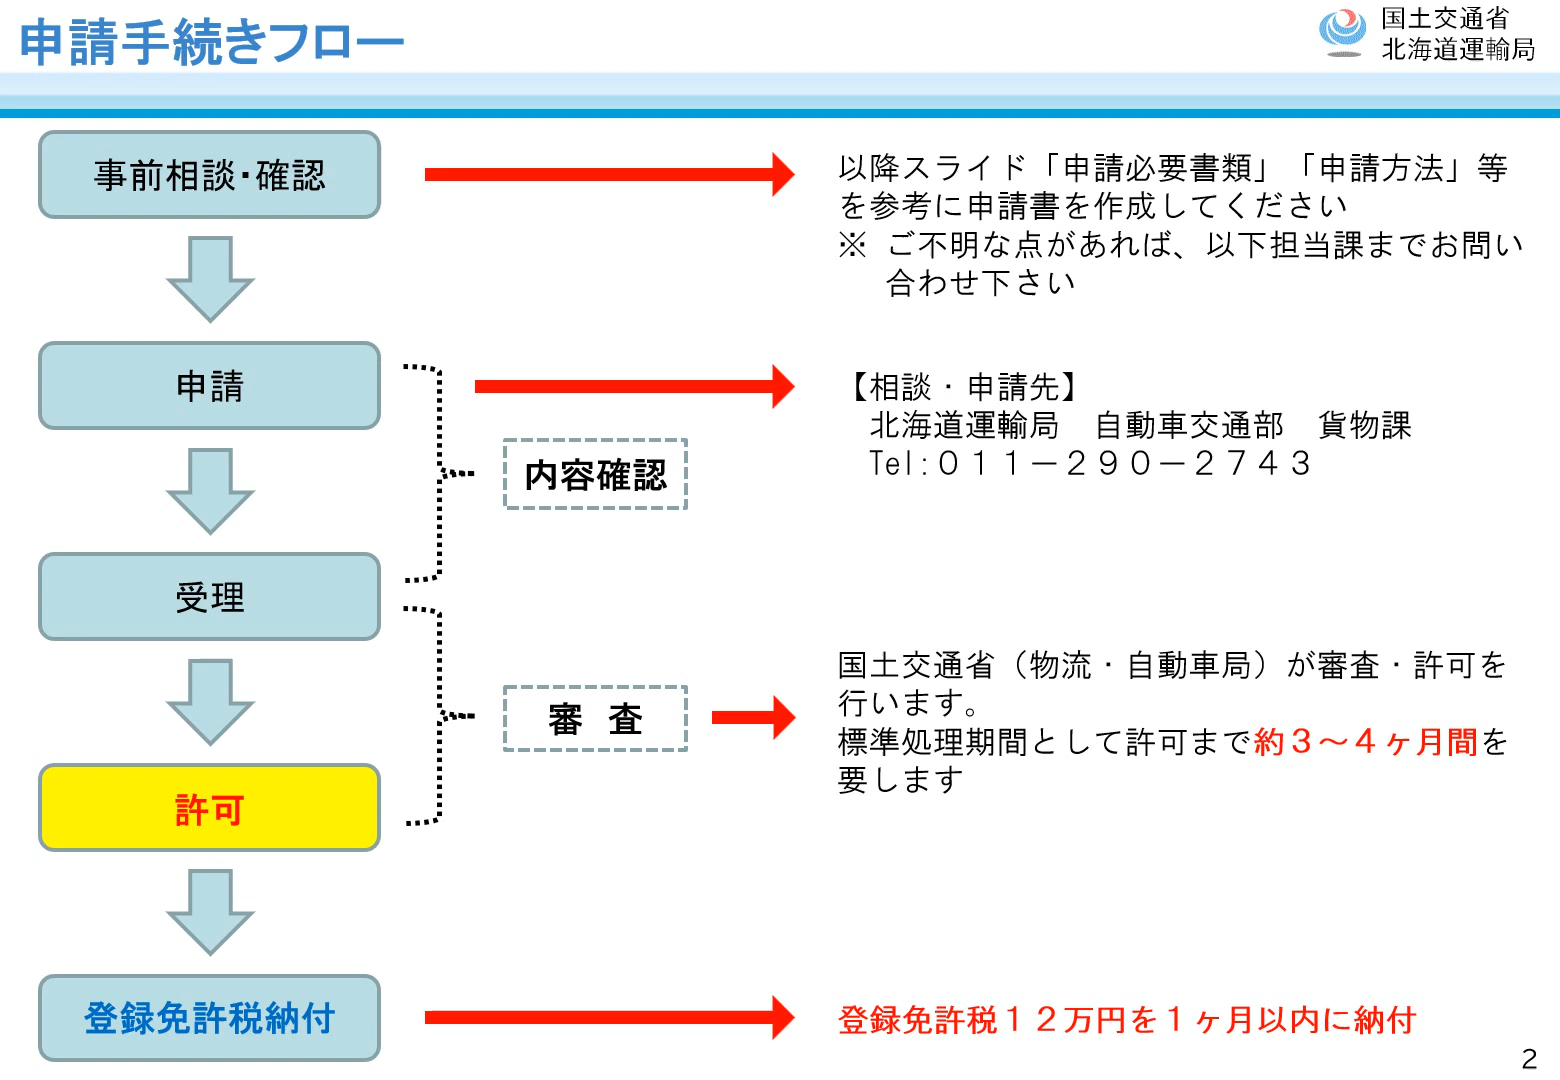 申請手続きフロー
国土交通省
北海道運輸局
事前相談・確認
以降スライド「申請必要書類」「申請方法」等
を参考に申請書を作成してください
※ ご不明な点があれば、以下担当課までお問い
合わせ下さい
申請
【相談・申請先】
北海道運輸局　自動車交通部　貨物課
Tel:０１１－２９０－２７４３
内容確認
受理
国土交通省（物流・自動車局）が審査・許可を
行います。
標準処理期間として許可まで約３～４ヶ月間を
要します
審　査
許可
登録免許税納付
登録免許税１２万円を１ヶ月以内に納付
2